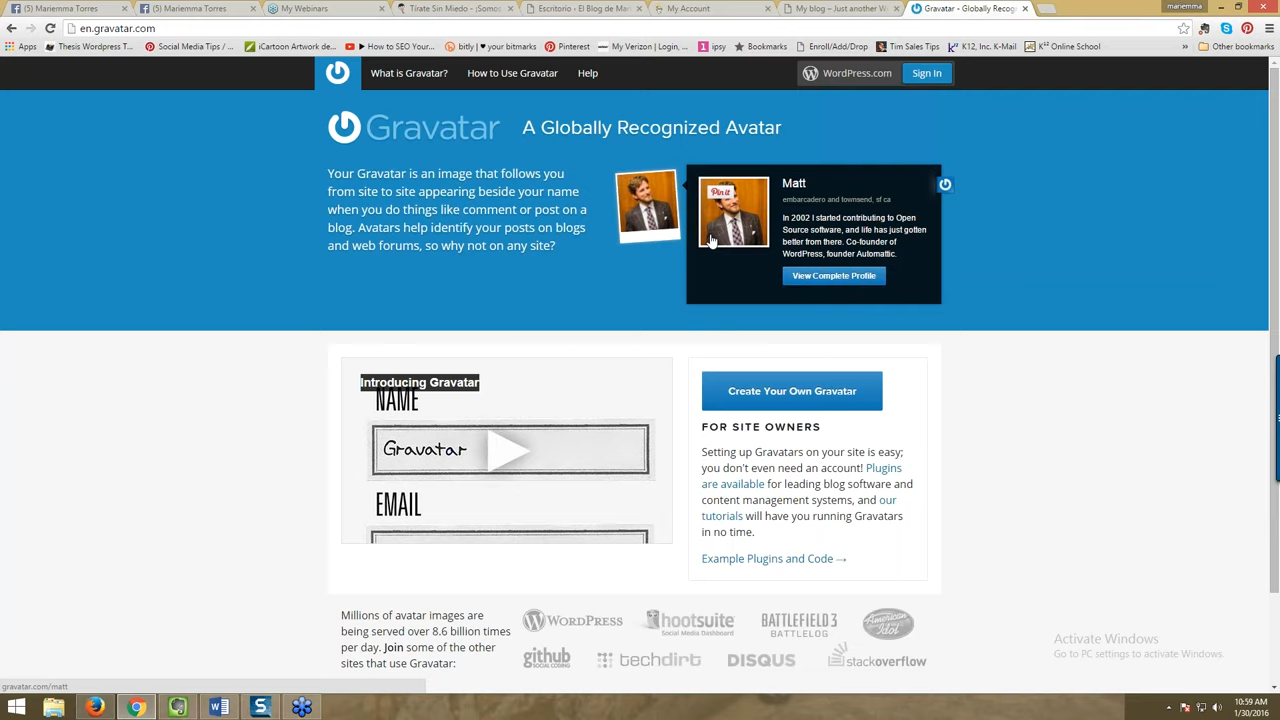 (5) Mariemma Torres
(5) Mariemma Torres
My Webinars
Tirate Sin Miedo - ¡Somos
Escritorio ‹ El Blog de Mari
My Account
My blog – Just another W
Gravatar - Globally Recog
mariemma
en.gravatar.com
Apps
Thesis Wordpress T...
Social Media Tips / ...
iCartoon Artwork de...
How to SEO Your...
bitly | ♥ your bitmarks
Pinterest
My Verizon | Login, ...
ipsy
Bookmarks
Enroll/Add/Drop
Tim Sales Tips
K12, Inc. K-Mail
K¹² Online School
»
Other bookmarks
What is Gravatar?
How to Use Gravatar
Help
WordPress.com
Sign In
Gravatar
A Globally Recognized Avatar
Your Gravatar is an image that follows you
from site to site appearing beside your name
when you do things like comment or post on a
blog. Avatars help identify your posts on blogs
and web forums, so why not on any site?
Pin it
Matt
embarcadero and townsend, sf ca
In 2002 I started contributing to Open
Source software, and life has just gotten
better from there. Co-founder of
WordPress, founder Automattic.
View Complete Profile
Introducing Gravatar
NAME
Gravatar
EMAIL
Create Your Own Gravatar
FOR SITE OWNERS
Setting up Gravatars on your site is easy;
you don't even need an account! Plugins
are available for leading blog software and
content management systems, and our
tutorials will have you running Gravatars
in no time.
Example Plugins and Code →
Millions of avatar images are
being served over 8.6 billion times
per day. Join some of the other
sites that use Gravatar:
WORDPRESS
hootsuite
Social Media Dashboard
BATTLEFIELD 3
BATTLELOG
American Idol
github
SOCIAL CODING
techdirt
DISQUS
stackoverflow
Activate Windows
Go to PC settings to activate Windows.
gravatar.com/matt
10:59 AM
1/30/2016